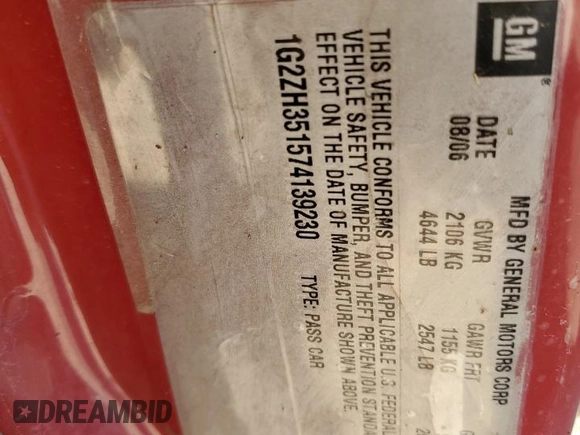 GM
®
MFD BY GENERAL MOTORS CORP
DATE GVWR GAWR FRT
08/06 2106 KG 1155 KG
4644 LB 2547 LB
THIS VEHICLE CONFORMS TO ALL APPLICABLE U.S. FEDERAL
VEHICLE SAFETY, BUMPER, AND THEFT PREVENTION
EFFECT ON THE DATE OF MANUFACTURE SHOWN ABOVE.
1G2ZH351574139230 TYPE: PASS CAR
DREAMBID